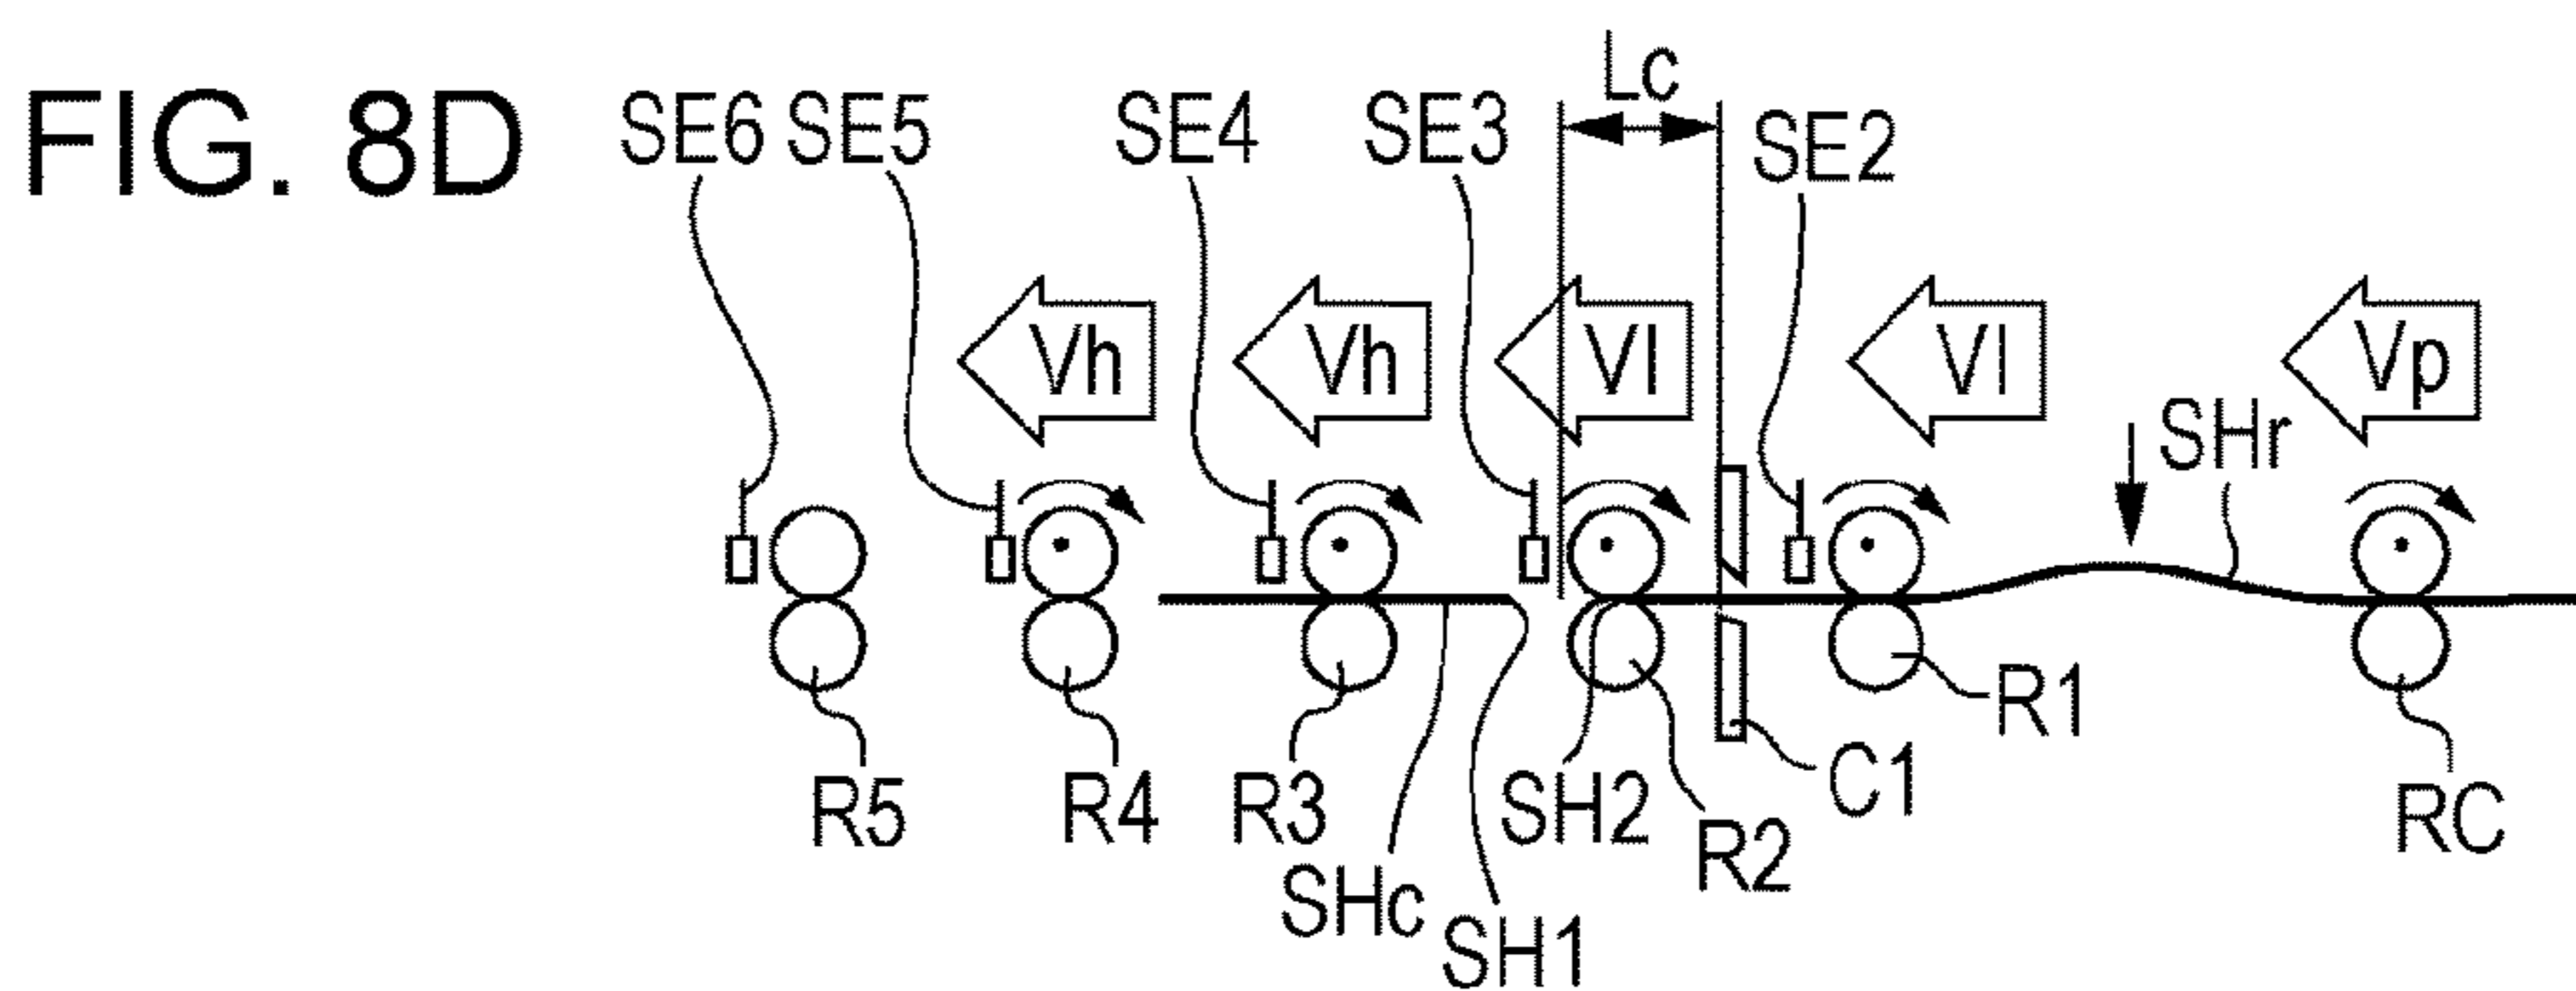 FIG. 8D
SE6 SE5 SE4 SE3 Lc SE2
Vh Vh Vl Vl Vp
SHr
R5 R4 R3 SHc SH1 SH2 R2 C1 R1 RC